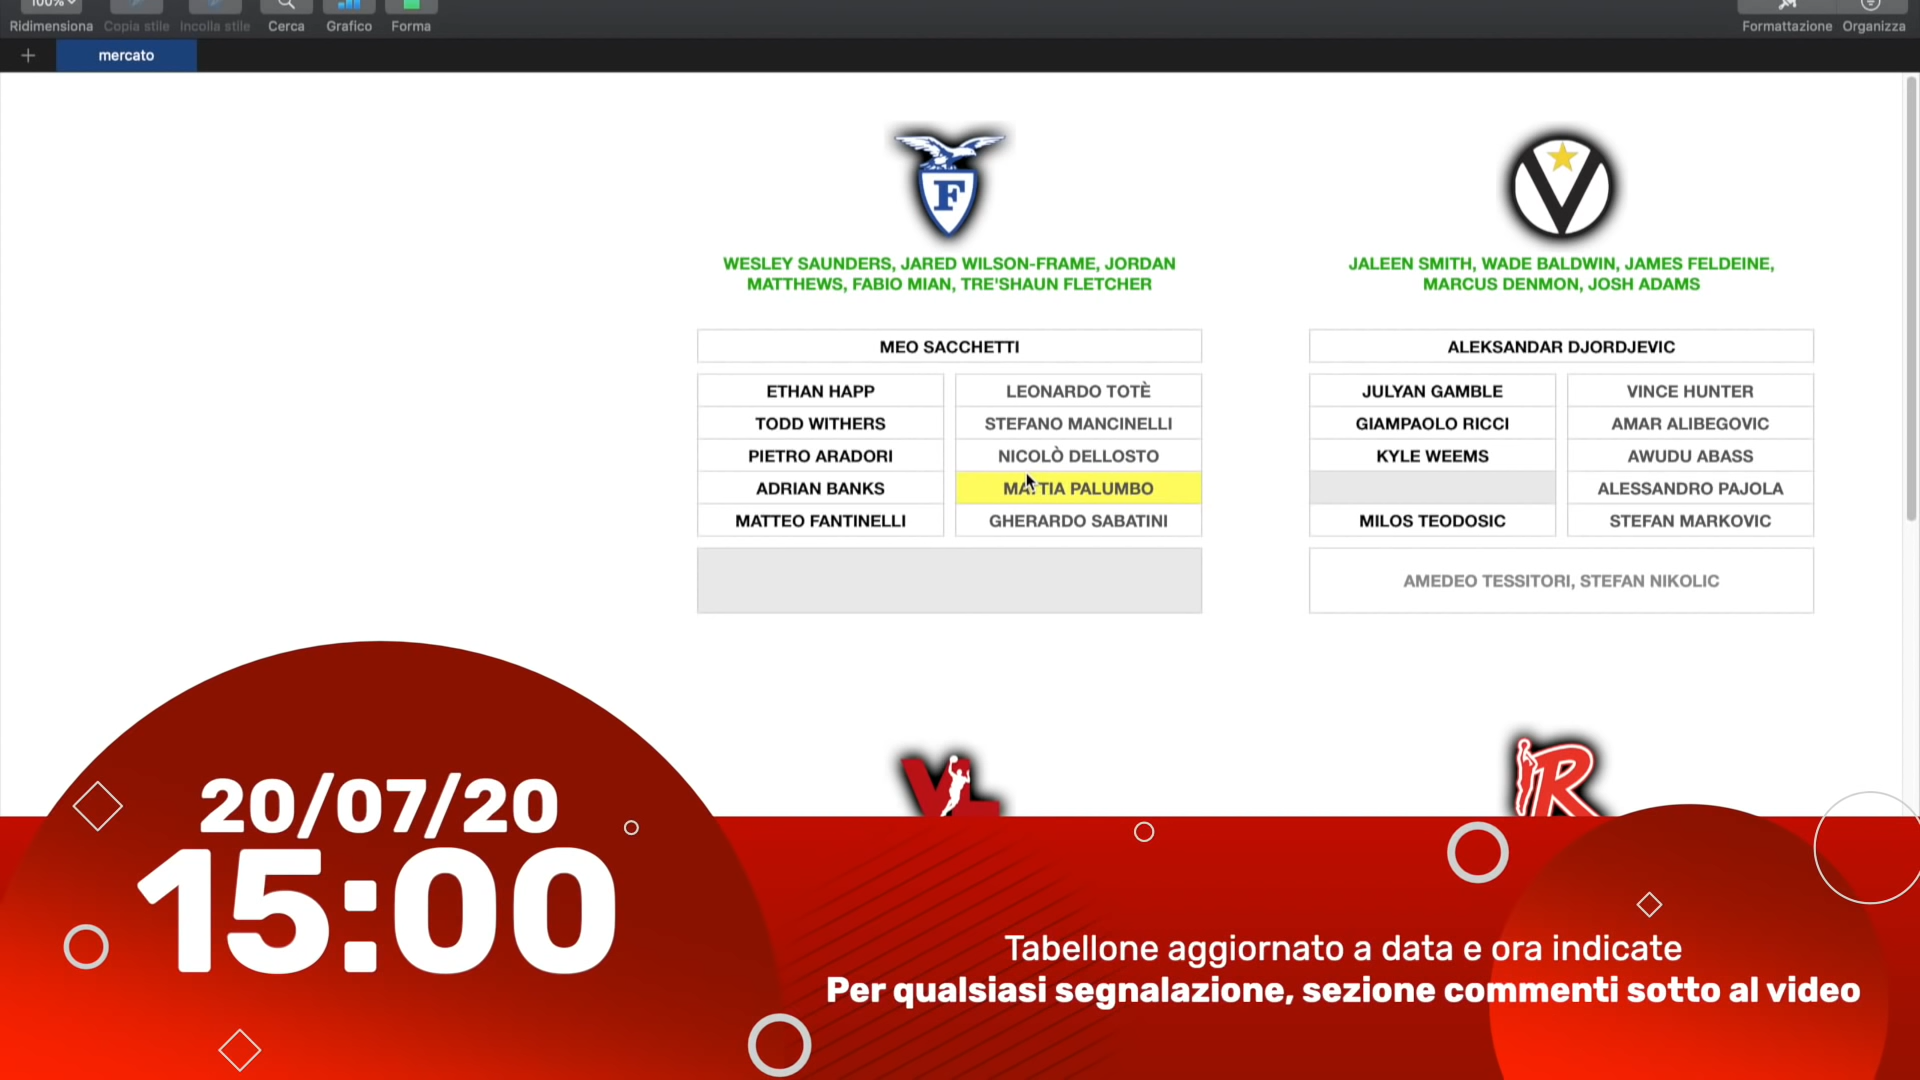 100%
Ridimensiona Copia stile Incolla stile Cerca Grafico Forma Formattazione Organizza
mercato
F
V
WESLEY SAUNDERS, JARED WILSON-FRAME, JORDAN
MATTHEWS, FABIO MIAN, TRE'SHAUN FLETCHER
MEO SACCHETTI
ETHAN HAPP LEONARDO TOTÈ
TODD WITHERS STEFANO MANCINELLI
PIETRO ARADORI NICOLÒ DELLOSTO
ADRIAN BANKS MATTIA PALUMBO
MATTEO FANTINELLI GHERARDO SABATINI
JALEEN SMITH, WADE BALDWIN, JAMES FELDEINE,
MARCUS DENMON, JOSH ADAMS
ALEKSANDAR DJORDJEVIC
JULYAN GAMBLE VINCE HUNTER
GIAMPAOLO RICCI AMAR ALIBEGOVIC
KYLE WEEMS AWUDU ABASS
ALESSANDRO PAJOLA
MILOS TEODOSIC STEFAN MARKOVIC
AMEDEO TESSITORI, STEFAN NIKOLIC
VL
R
20/07/20
15:00
Tabellone aggiornato a data e ora indicate
Per qualsiasi segnalazione, sezione commenti sotto al video